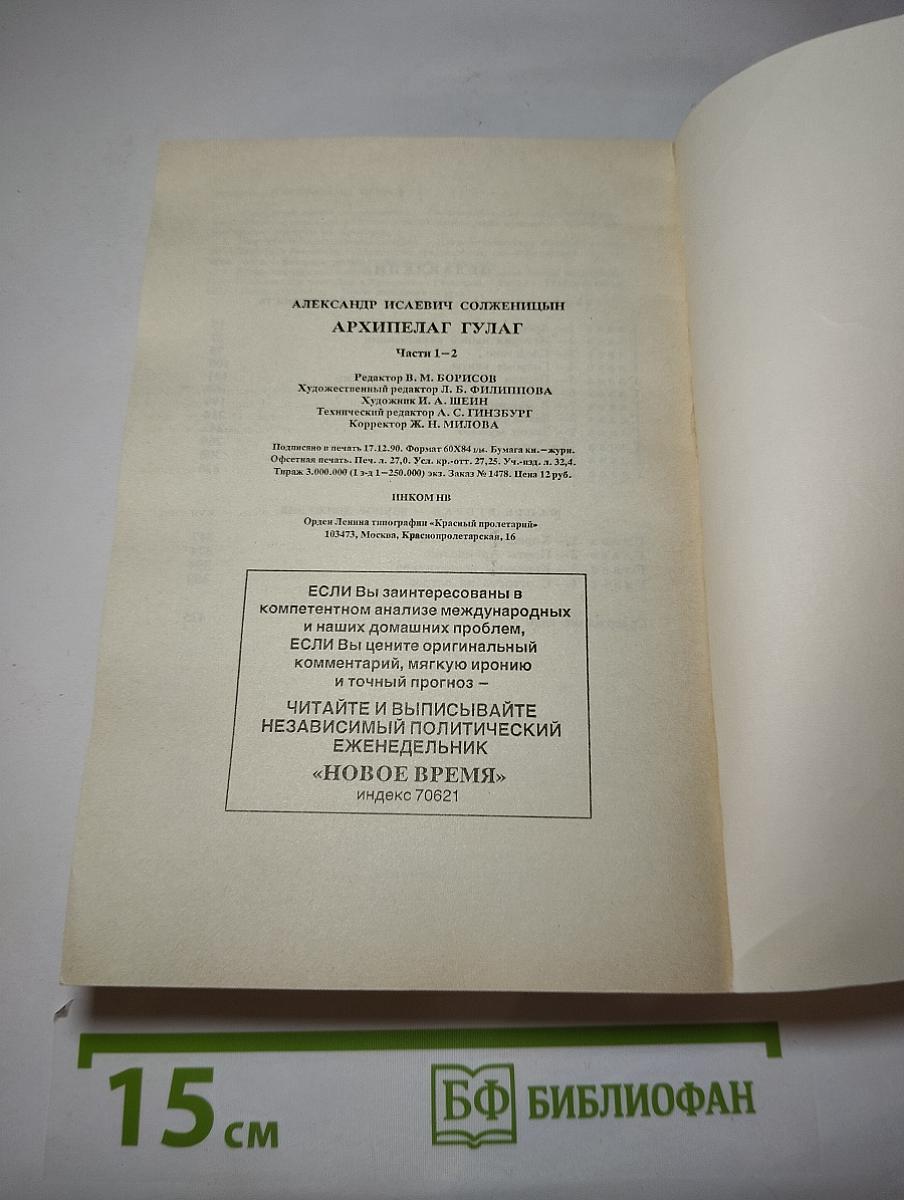 АЛЕКСАНДР ИСАЕВИЧ СОЛЖЕНИЦЫН
АРХИПЕЛАГ ГУЛАГ
Части 1–2
Редактор В. М. БОРИСОВ
Художественный редактор Л. Б. ФИЛИППОВА
Художник И. А. ШЕИН
Технический редактор А. С. ГИНЗБУРГ
Корректор Ж. Н. МИЛОВА
Подписано в печать 17.12.90. Формат 60X84 1/16. Бумага кн.–журн.
Офсетная печать. Печ. л. 27,0. Усл. кр.-отт. 27,25. Уч.-изд. л. 32,4.
Тираж 3.000.000 (1 з-д 1–250.000) экз. Заказ № 1478. Цена 12 руб.
ИНКОМ НВ
Орден Ленина типографии «Красный пролетарий»
103473, Москва, Краснопролетарская, 16
ЕСЛИ Вы заинтересованы в
компетентном анализе международных
и наших домашних проблем,
ЕСЛИ Вы цените оригинальный
комментарий, мягкую иронию
и точный прогноз –
ЧИТАЙТЕ И ВЫПИСЫВАЙТЕ
НЕЗАВИСИМЫЙ ПОЛИТИЧЕСКИЙ
ЕЖЕНЕДЕЛЬНИК
«НОВОЕ ВРЕМЯ»
индекс 70621
15 см
БФ БИБЛИОФАН